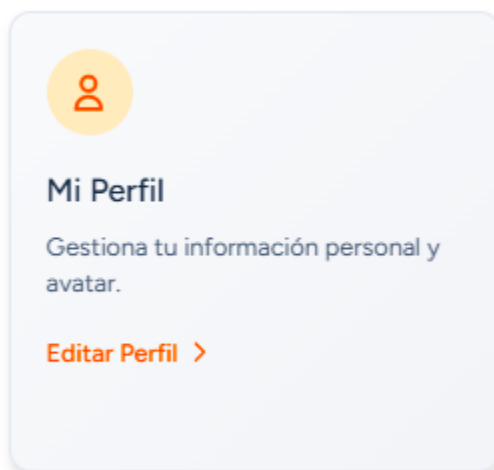 Mi Perfil
Gestiona tu información personal y
avatar.
Editar Perfil